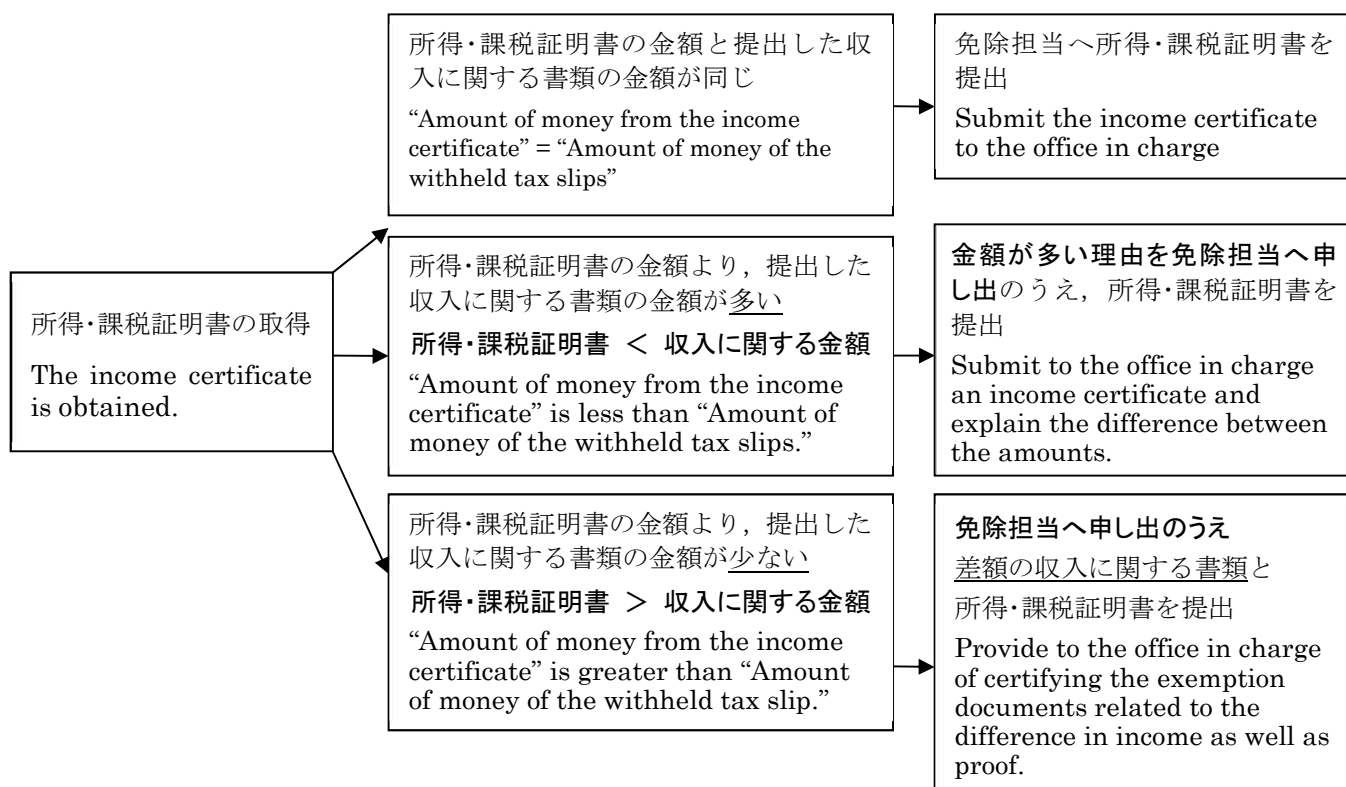 所得・課税証明書の取得
The income certificate
is obtained.
所得・課税証明書の金額と提出した収
入に関する書類の金額が同じ
“Amount of money from the income
certificate” = “Amount of money of the
withheld tax slips”
免除担当へ所得・課税証明書を
提出
Submit the income certificate
to the office in charge
所得・課税証明書の金額より，提出した
収入に関する書類の金額が多い
所得・課税証明書 ＜ 収入に関する金額
“Amount of money from the income
certificate” is less than “Amount of
money of the withheld tax slips.”
金額が多い理由を免除担当へ申
し出のうえ，所得・課税証明書を
提出
Submit to the office in charge
an income certificate and
explain the difference between
the amounts.
所得・課税証明書の金額より，提出した
収入に関する書類の金額が少ない
所得・課税証明書 ＞ 収入に関する金額
“Amount of money from the income
certificate” is greater than “Amount
of money of the withheld tax slip.”
免除担当へ申し出のうえ
差額の収入に関する書類と
所得・課税証明書を提出
Provide to the office in charge
of certifying the exemption
documents related to the
difference in income as well as
proof.